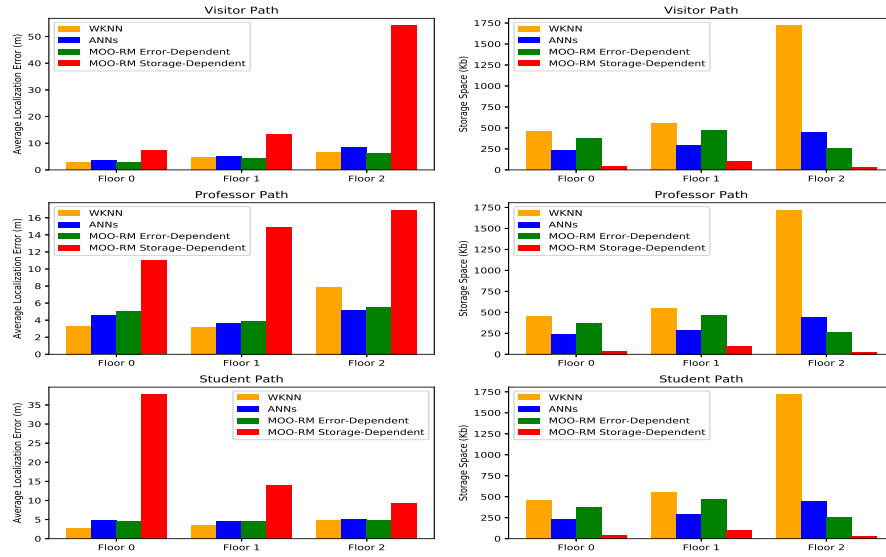 Visitor Path
Average Localization Error (m)
50
40
30
20
10
0
WKNN
ANNs
MOO-RM Error-Dependent
MOO-RM Storage-Dependent
Floor 0 Floor 1 Floor 2
Visitor Path
Storage Space (Kb)
1750
1500
1250
1000
750
500
250
0
WKNN
ANNs
MOO-RM Error-Dependent
MOO-RM Storage-Dependent
Floor 0 Floor 1 Floor 2
Professor Path
Average Localization Error (m)
16
14
12
10
8
6
4
2
0
WKNN
ANNs
MOO-RM Error-Dependent
MOO-RM Storage-Dependent
Floor 0 Floor 1 Floor 2
Professor Path
Storage Space (Kb)
1750
1500
1250
1000
750
500
250
0
WKNN
ANNs
MOO-RM Error-Dependent
MOO-RM Storage-Dependent
Floor 0 Floor 1 Floor 2
Student Path
Average Localization Error (m)
35
30
25
20
15
10
5
0
WKNN
ANNs
MOO-RM Error-Dependent
MOO-RM Storage-Dependent
Floor 0 Floor 1 Floor 2
Student Path
Storage Space (Kb)
1750
1500
1250
1000
750
500
250
0
WKNN
ANNs
MOO-RM Error-Dependent
MOO-RM Storage-Dependent
Floor 0 Floor 1 Floor 2